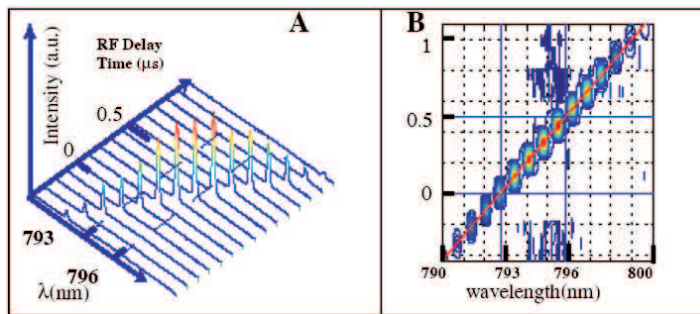 A
RF Delay
Time (μs)
Intensity (a.u.)
0.5
0
793
796
λ(nm)
B
1
0.5
0
790 793 796 800
wavelength(nm)